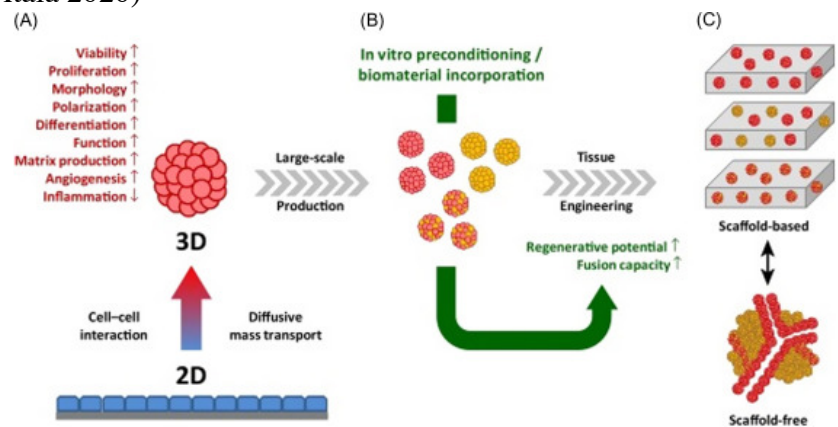 (A)
Viability ↑
Proliferation ↑
Morphology ↑
Polarization ↑
Differentiation ↑
Function ↑
Matrix production ↑
Angiogenesis ↑
Inflammation ↓
3D
Cell–cell
interaction
Diffusive
mass transport
2D
Large-scale
Production
(B)
In vitro preconditioning /
biomaterial incorporation
Tissue
Engineering
Regenerative potential ↑
Fusion capacity ↑
(C)
Scaffold-based
Scaffold-free